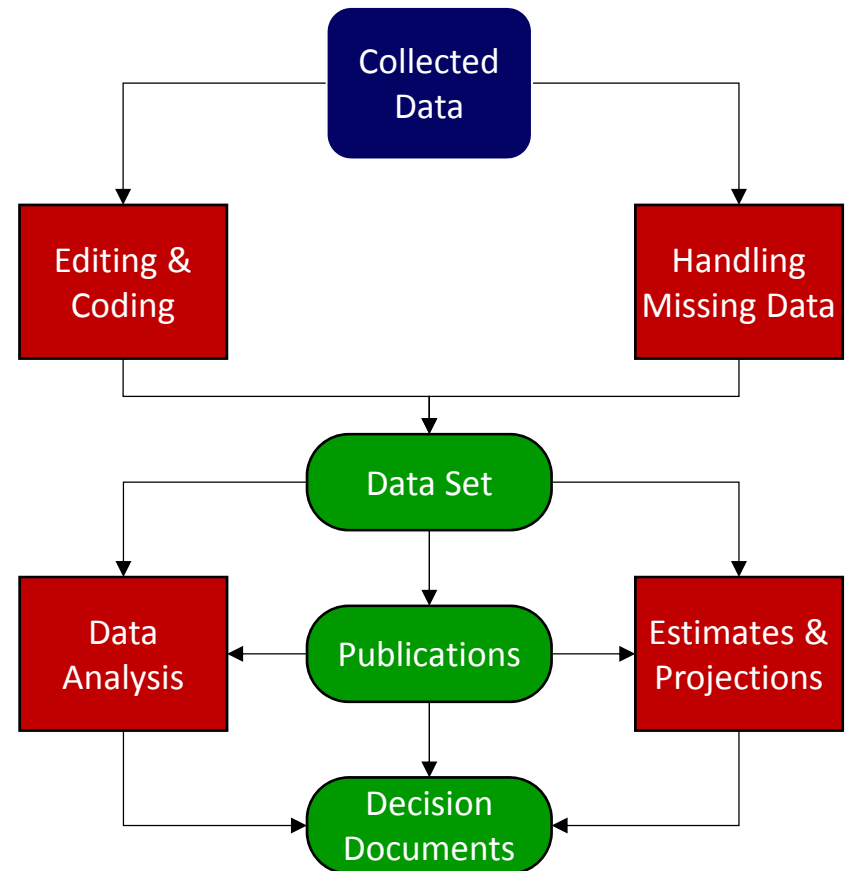 Collected
Data
Editing &
Coding
Handling
Missing Data
Data Set
Data
Analysis
Publications
Estimates &
Projections
Decision
Documents